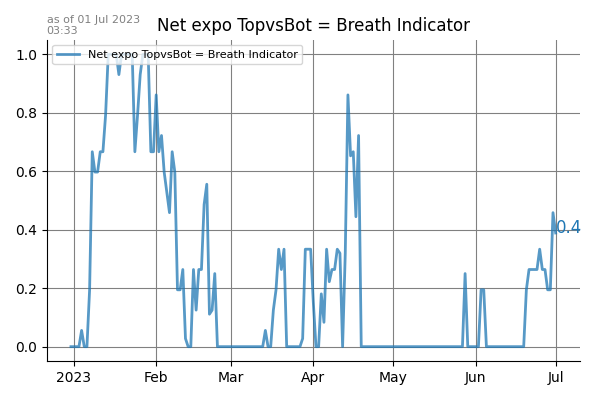 as of 01 Jul 2023
03:33
Net expo TopvsBot = Breath Indicator
Net expo TopvsBot = Breath Indicator
1.0
0.8
0.6
0.4
0.2
0.0
0.4
2023 Feb Mar Apr May Jun Jul